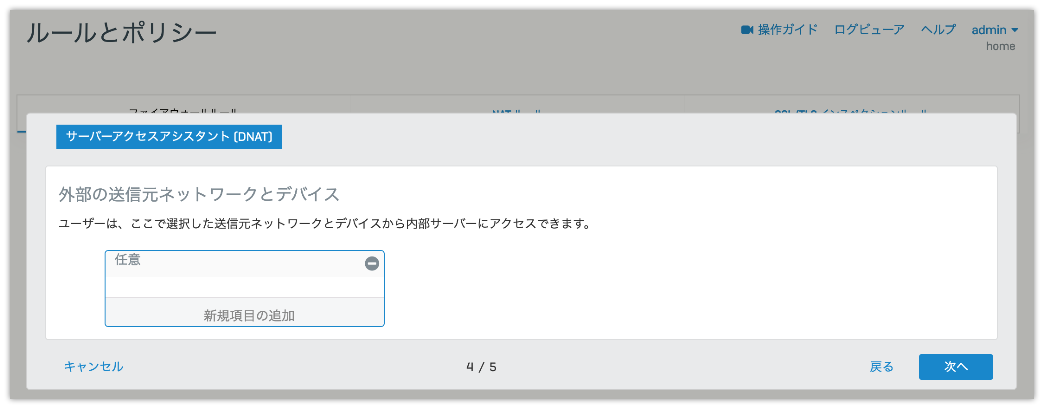 ルールとポリシー
操作ガイド ログビューア ヘルプ admin
home
サーバーアクセスアシスタント (DNAT)
外部の送信元ネットワークとデバイス
ユーザーは、ここで選択した送信元ネットワークとデバイスから内部サーバーにアクセスできます。
任意
新規項目の追加
キャンセル 4 / 5 戻る 次へ